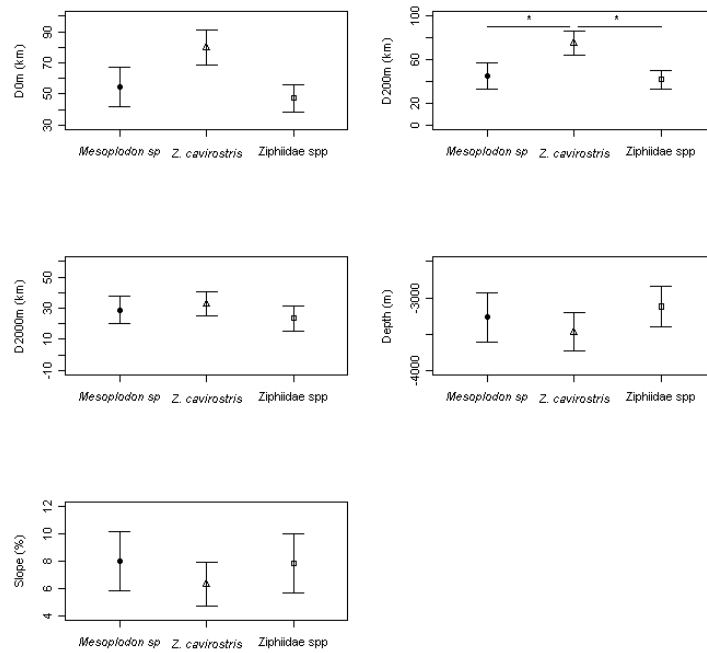 D0m (km)
90
70
50
30
Mesoplodon sp Z. cavirostris Ziphiidae spp
D200m (km)
100
60
20
0
* *
Mesoplodon sp Z. cavirostris Ziphiidae spp
D2000m (km)
50
30
10
-10
Mesoplodon sp Z. cavirostris Ziphiidae spp
Depth (m)
-3000
-4000
Mesoplodon sp Z. cavirostris Ziphiidae spp
Slope (%)
12
10
8
6
4
Mesoplodon sp Z. cavirostris Ziphiidae spp